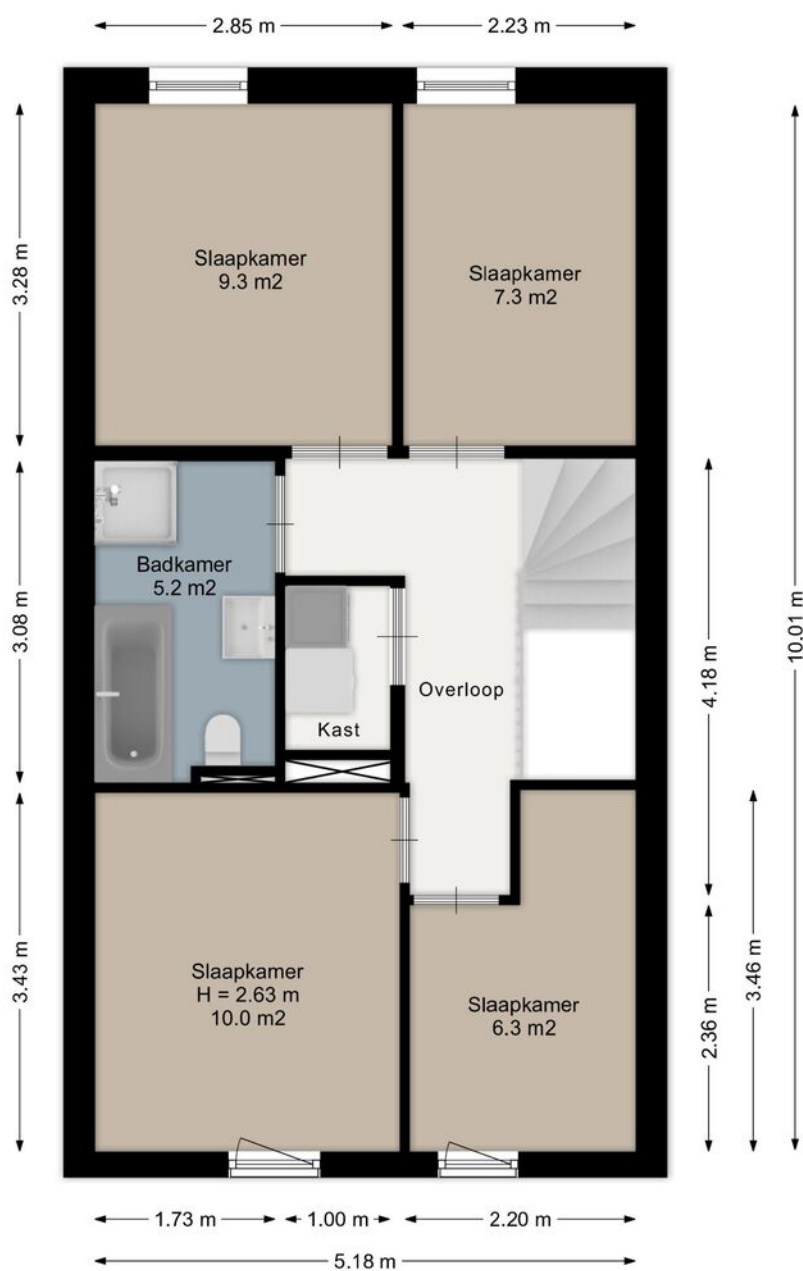 2.85 m
2.23 m
3.28 m
Slaapkamer
9.3 m2
Slaapkamer
7.3 m2
10.01 m
3.08 m
Badkamer
5.2 m2
4.18 m
Overloop
Kast
3.43 m
Slaapkamer
H = 2.63 m
10.0 m2
Slaapkamer
6.3 m2
2.36 m
3.46 m
1.73 m
1.00 m
2.20 m
5.18 m